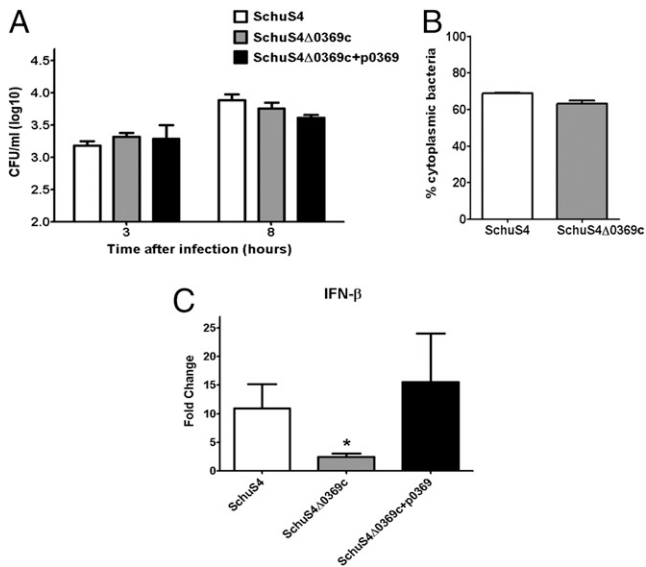 A
SchuS4
SchuS4Δ0369c
SchuS4Δ0369c+p0369
CFU/ml (log10)
4.5
4.0
3.5
3.0
2.5
2.0
3
8
Time after infection (hours)
B
% cytoplasmic bacteria
100
80
60
40
20
0
SchuS4
SchuS4Δ0369c
C
IFN-β
Fold Change
25
20
15
10
5
0
*
SchuS4
SchuS4Δ0369c
SchuS4Δ0369c+p0369